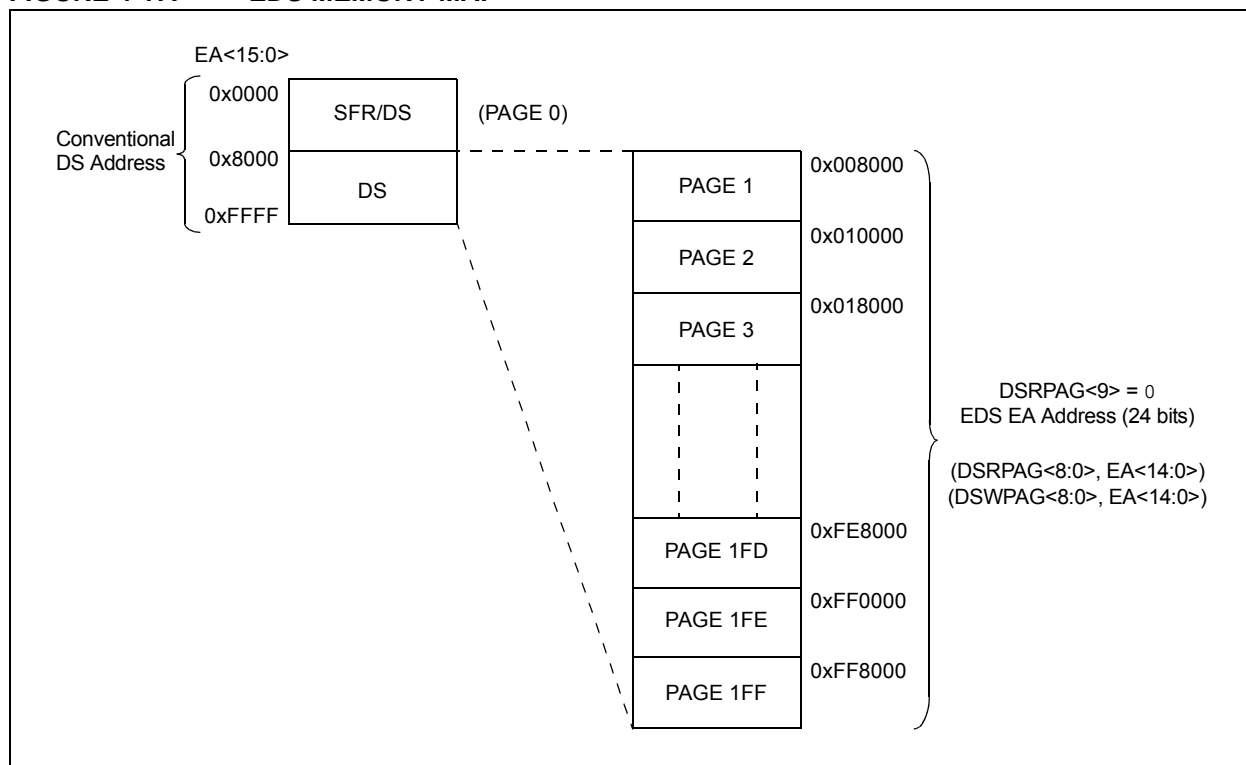 EA<15:0>
0x0000
SFR/DS
(PAGE 0)
Conventional
DS Address
0x8000
DS
0xFFFF
PAGE 1
0x008000
PAGE 2
0x010000
PAGE 3
0x018000
DSRPAG<9> = 0
EDS EA Address (24 bits)
(DSRPAG<8:0>, EA<14:0>)
(DSWPAG<8:0>, EA<14:0>)
PAGE 1FD
0xFE8000
PAGE 1FE
0xFF0000
PAGE 1FF
0xFF8000